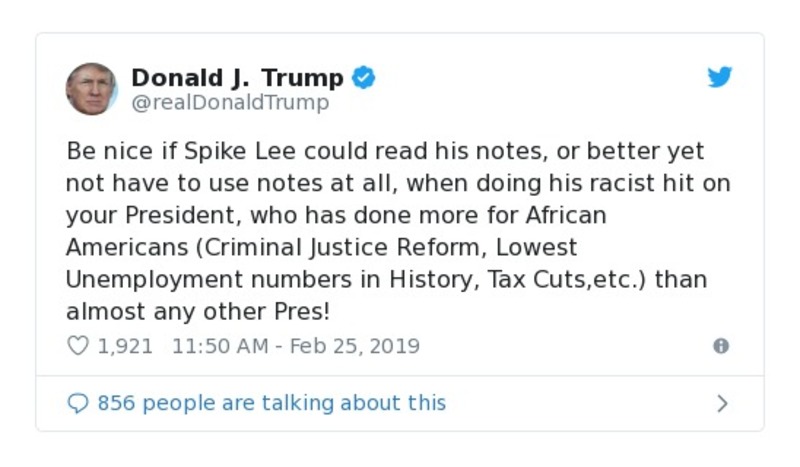 Donald J. Trump
@realDonaldTrump
Be nice if Spike Lee could read his notes, or better yet
not have to use notes at all, when doing his racist hit on
your President, who has done more for African
Americans (Criminal Justice Reform, Lowest
Unemployment numbers in History, Tax Cuts,etc.) than
almost any other Pres!
1,921 11:50 AM - Feb 25, 2019
856 people are talking about this